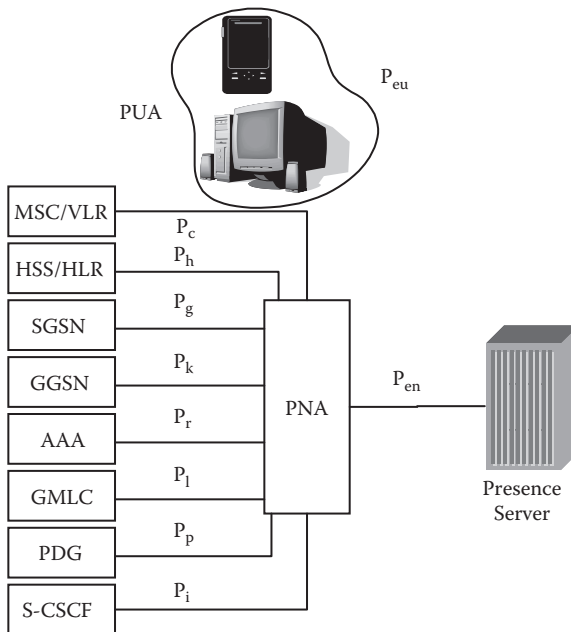 PUA
Peu
MSC/VLR
Pc
HSS/HLR
Ph
SGSN
Pg
GGSN
Pk
AAA
Pr
GMLC
Pl
PDG
Pp
S-CSCF
Pi
PNA
Pen
Presence
Server